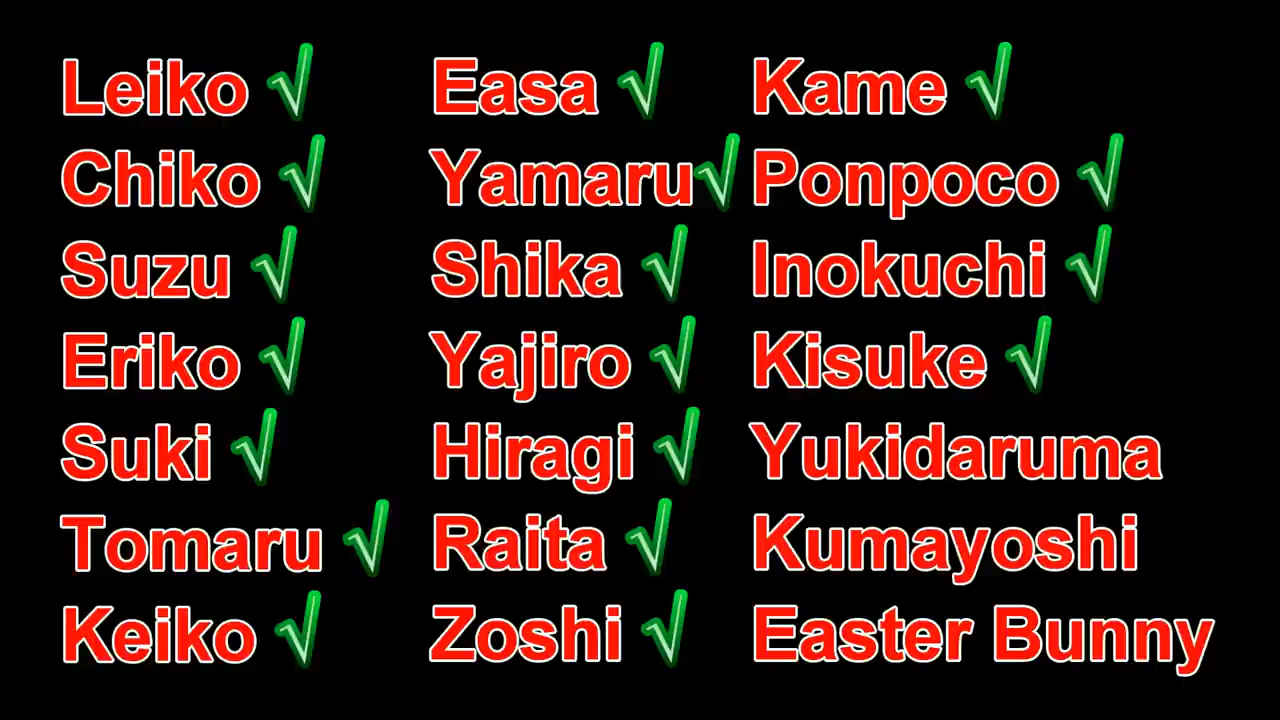 Leiko √
Chiko √
Suzu √
Eriko √
Suki √
Tomaru √
Keiko √
Easa √
Yamaru √
Shika √
Yajiro √
Hiragi √
Raita √
Zoshi √
Kame √
Ponpoco √
Inokuchi √
Kisuke √
Yukidaruma
Kumayoshi
Easter Bunny